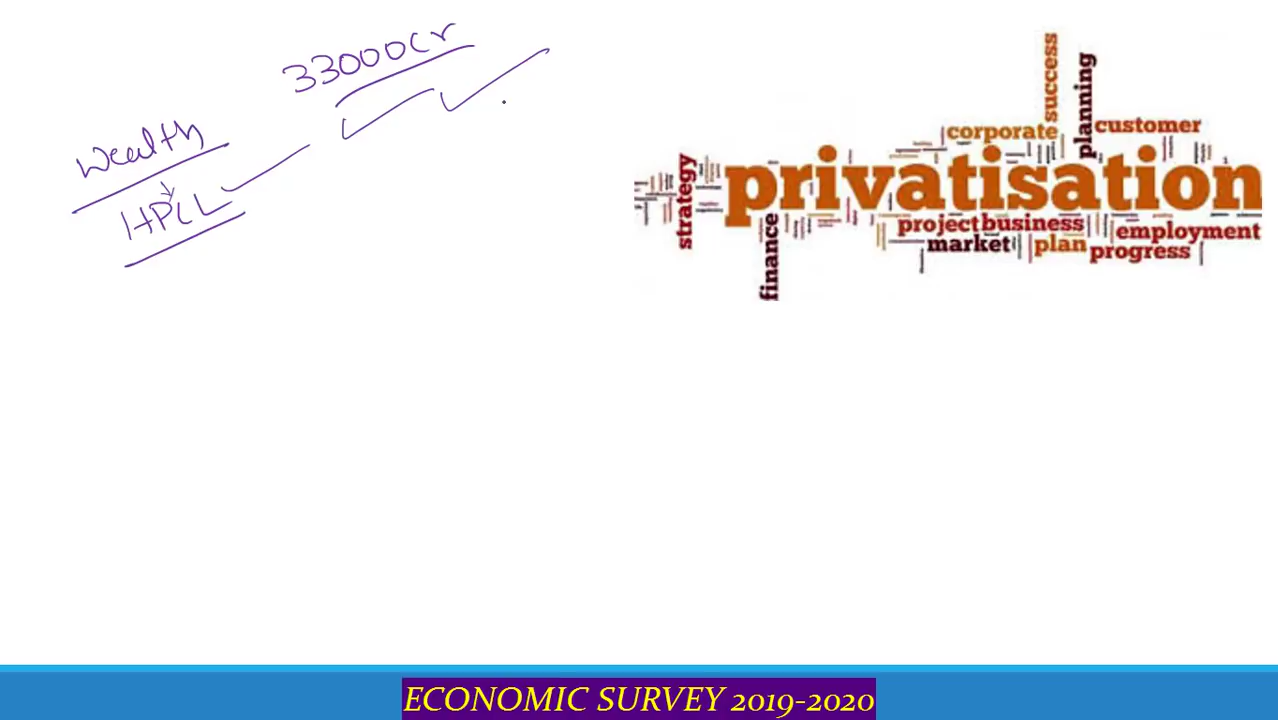 33000Cr
Wealth
HPCL
success
planning
corporate
customer
privatisation
strategy
finance
project
business
employment
market
plan
progress
ECONOMIC SURVEY 2019-2020